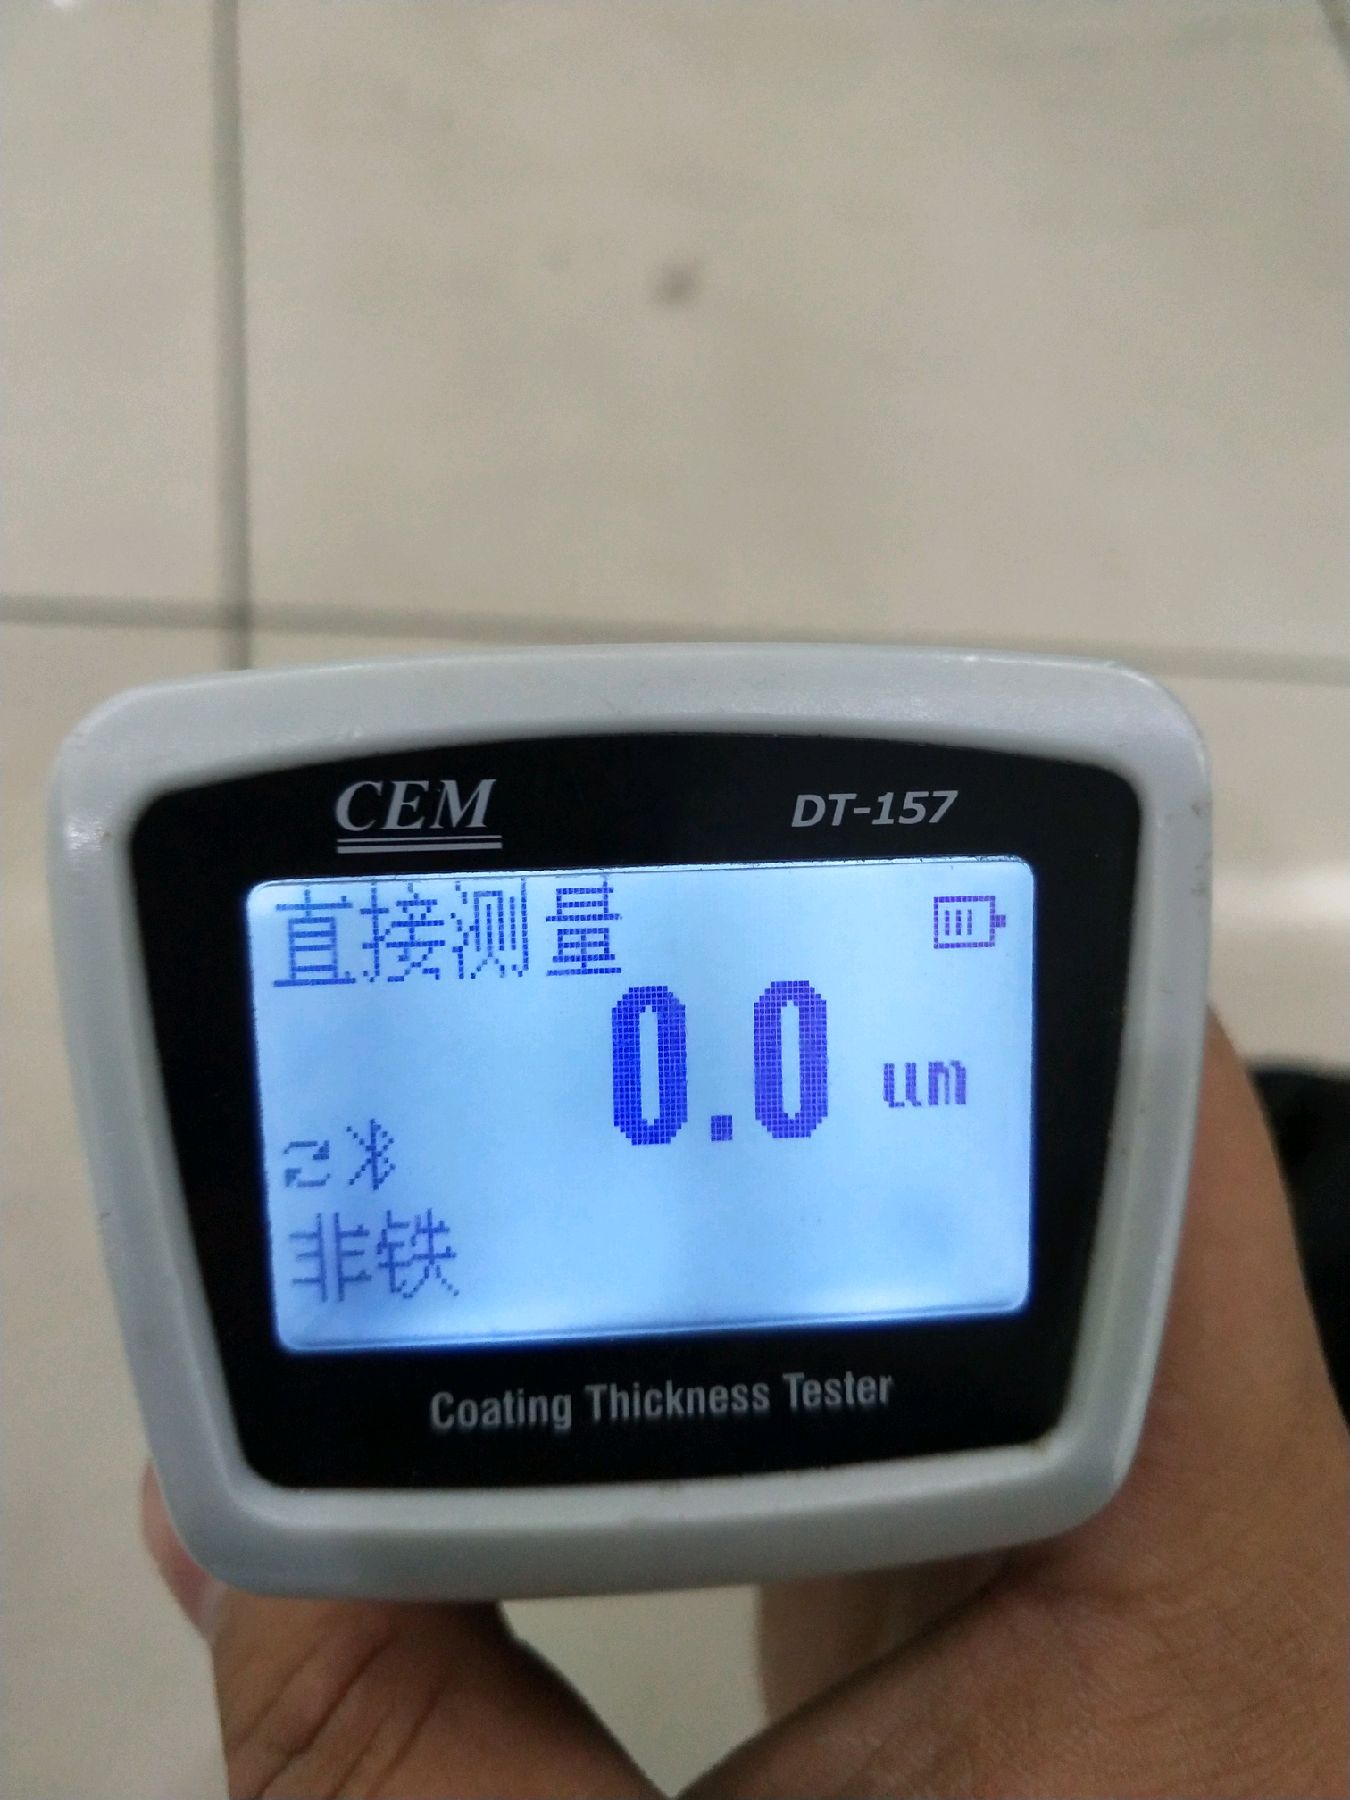 CEM DT-157
直接测量
0.0 um
非铁
Coating Thickness Tester